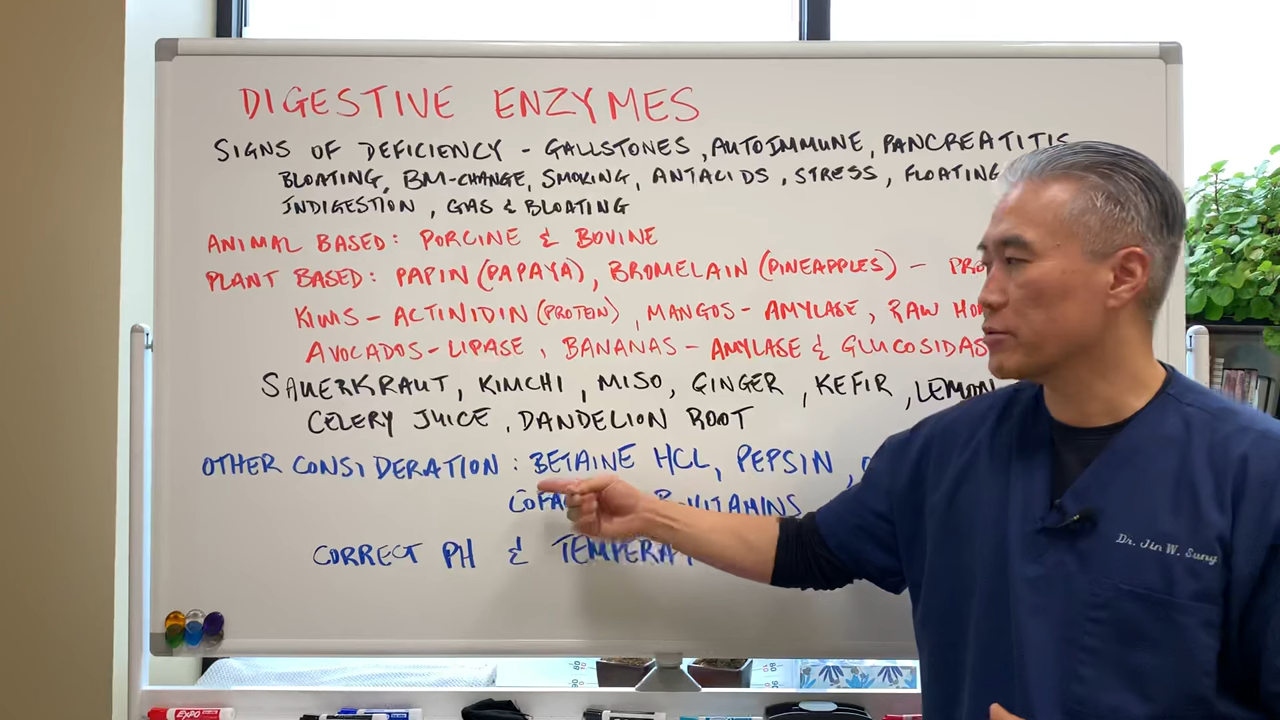 DIGESTIVE ENZYMES
SIGNS OF DEFICIENCY - GALLSTONES, AUTOIMMUNE, PANCREATITIS
BLOATING, BM-CHANGE, SMOKING, ANTACIDS, STRESS, FLOATING
INDIGESTION, GAS & BLOATING
ANIMAL BASED: PORCINE & BOVINE
PLANT BASED: PAPIN (PAPAYA), BROMELAIN (PINEAPPLES) -
KIWIS - ACTINIDIN (PROTEIN), MANGOS - AMYLASE, RAW
AVOCADOS - LIPASE, BANANAS - AMYLASE & GLUCOSIDAS
SAUERKRAUT, KIMCHI, MISO, GINGER, KEFIR, LEMON
CELERY JUICE, DANDELION ROOT
OTHER CONSIDERATION: BETAINE HCL, PEPSIN,
VITAMINS
CORRECT PH &
Dr. Jin W. Sung
EXPO